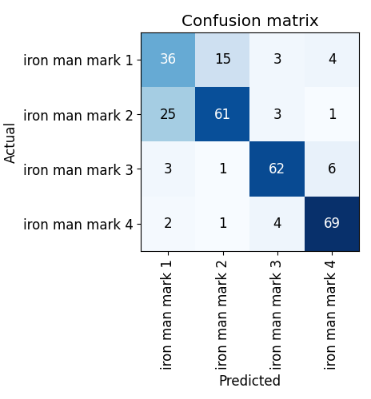 Confusion matrix
Actual
iron man mark 1 36 15 3 4
iron man mark 2 25 61 3 1
iron man mark 3 3 1 62 6
iron man mark 4 2 1 4 69
iron man mark 1
iron man mark 2
iron man mark 3
iron man mark 4
Predicted